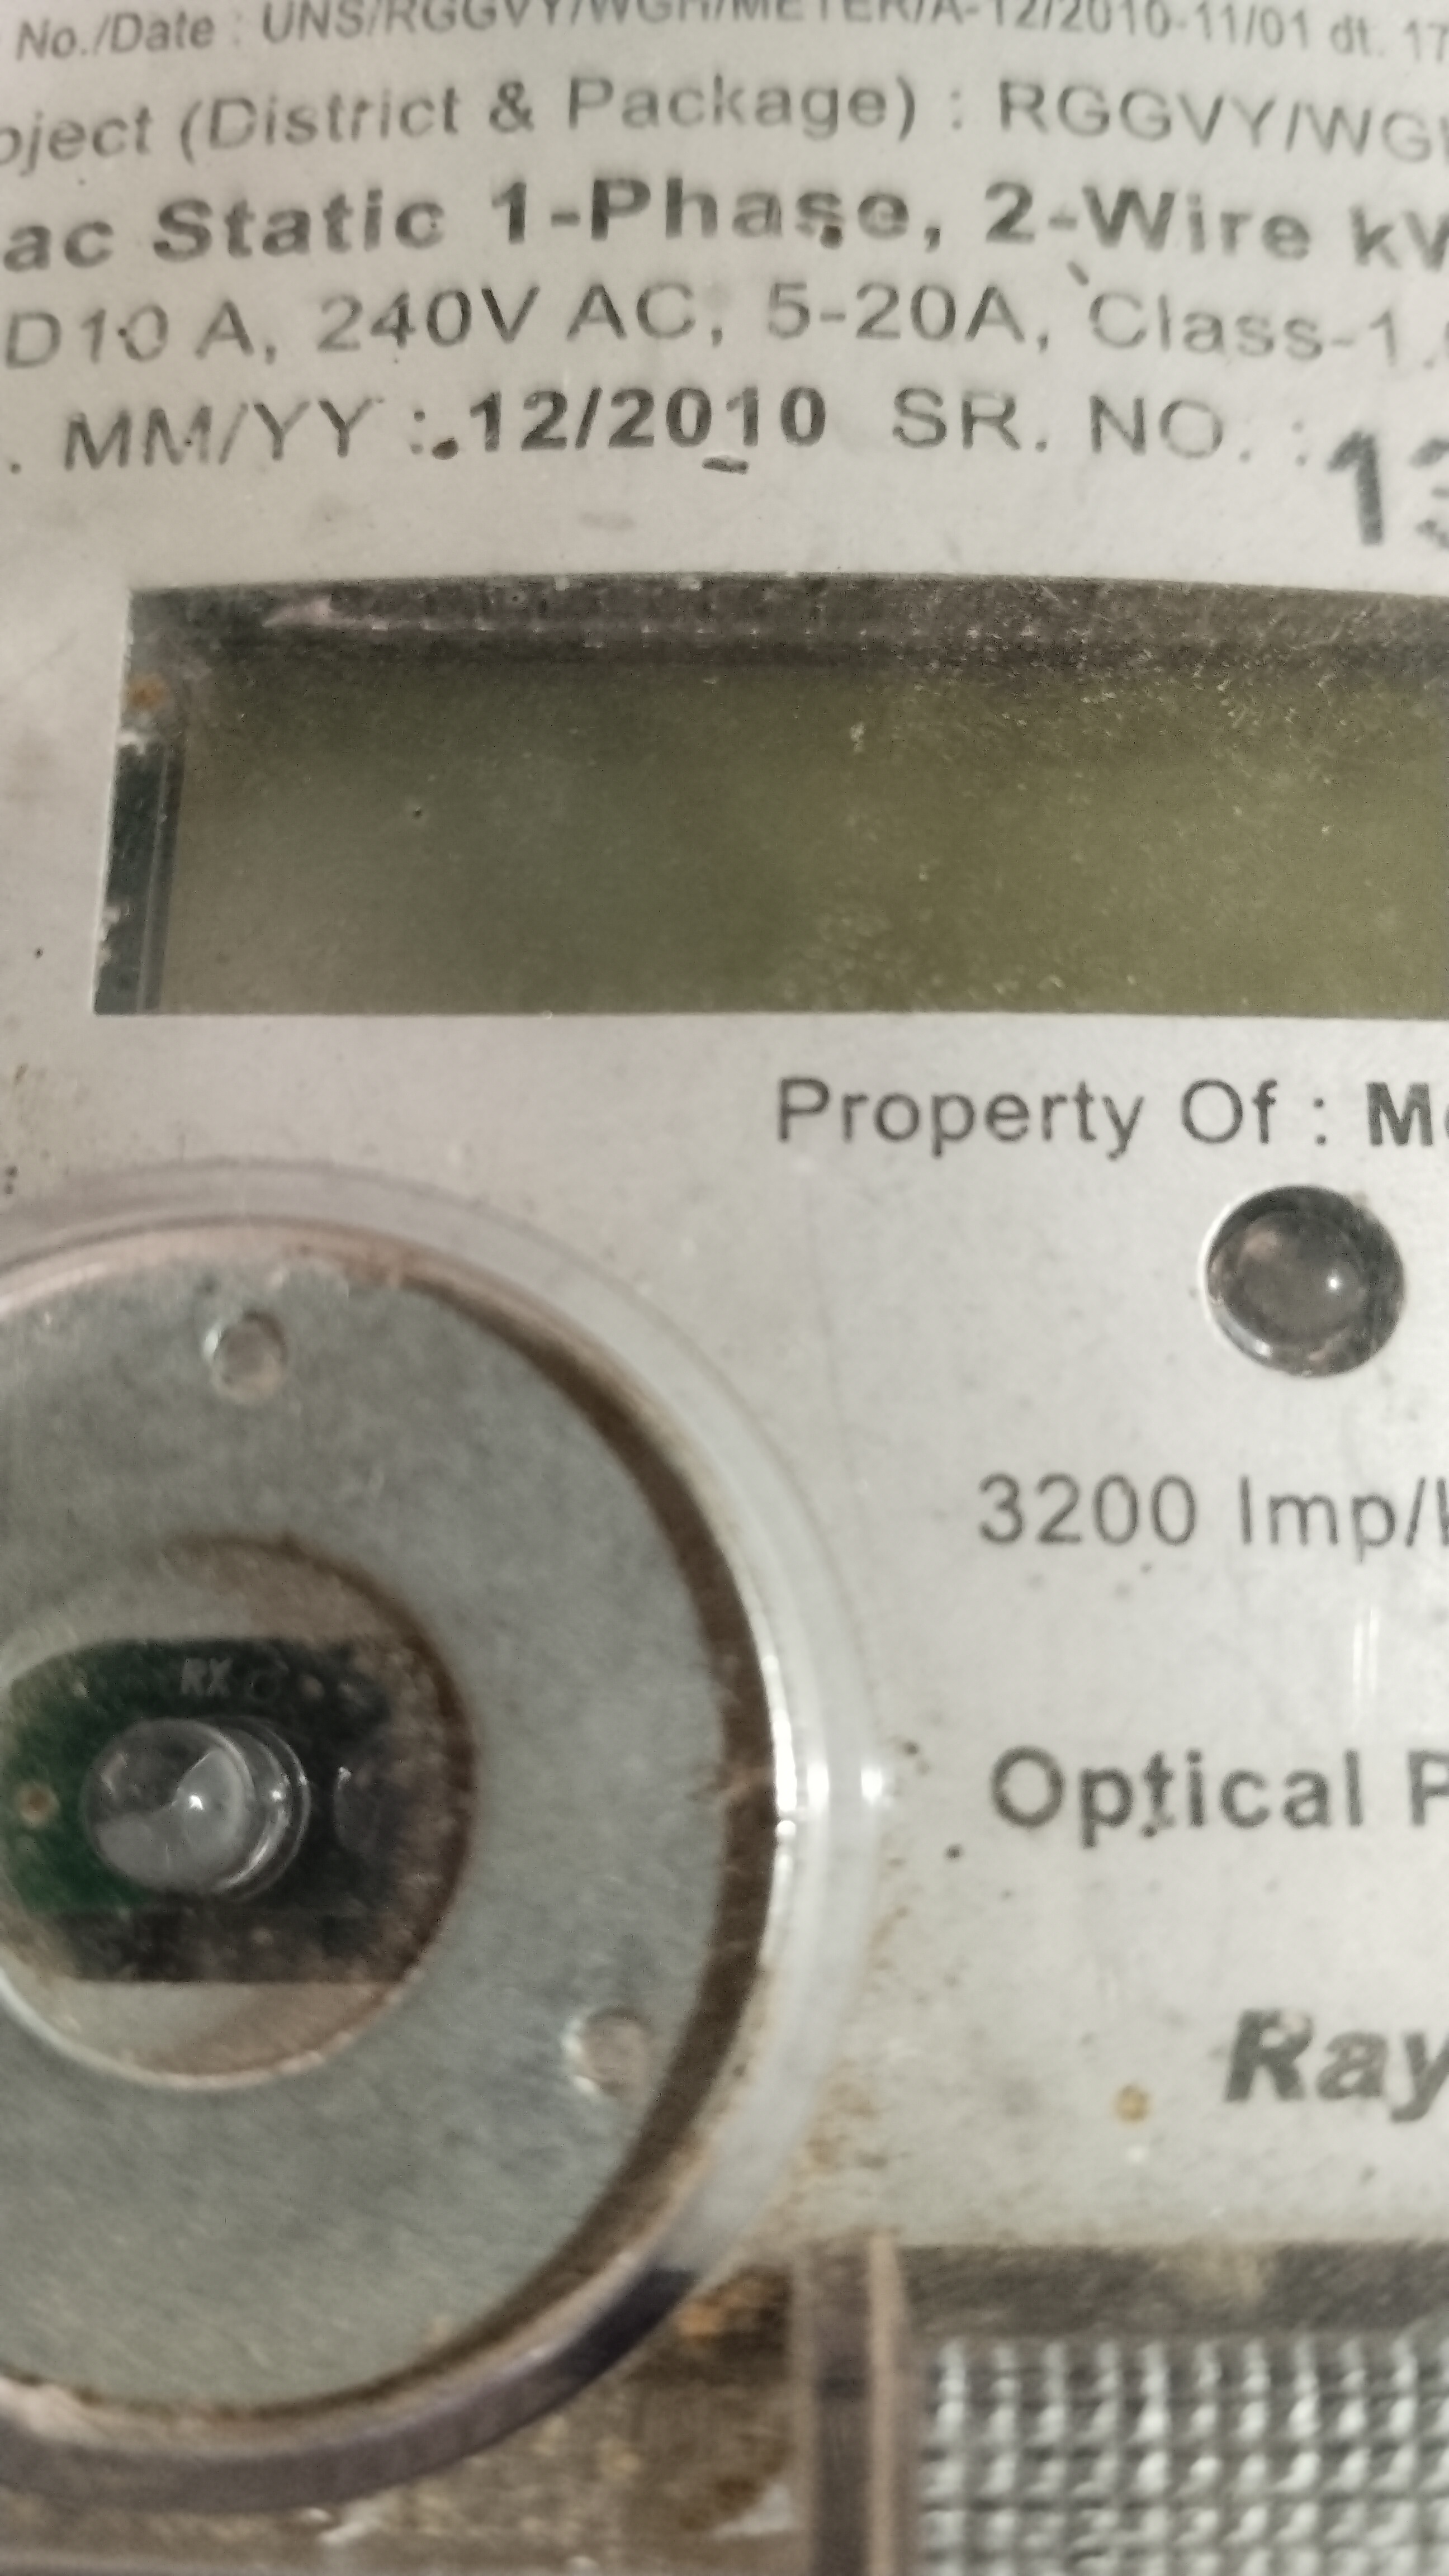 No./Date : UNS/RGGVY/WGH/METER/A-12/2010-11/01 dt. 17
oject (District & Package) : RGGVY/WG
ac Static 1-Phase, 2-Wire k
D10 A, 240V AC, 5-20A, Class-1.
. MM/YY : 12/2010 SR. NO. : 13
Property Of : M
3200 Imp/
RX
Optical P
Ray